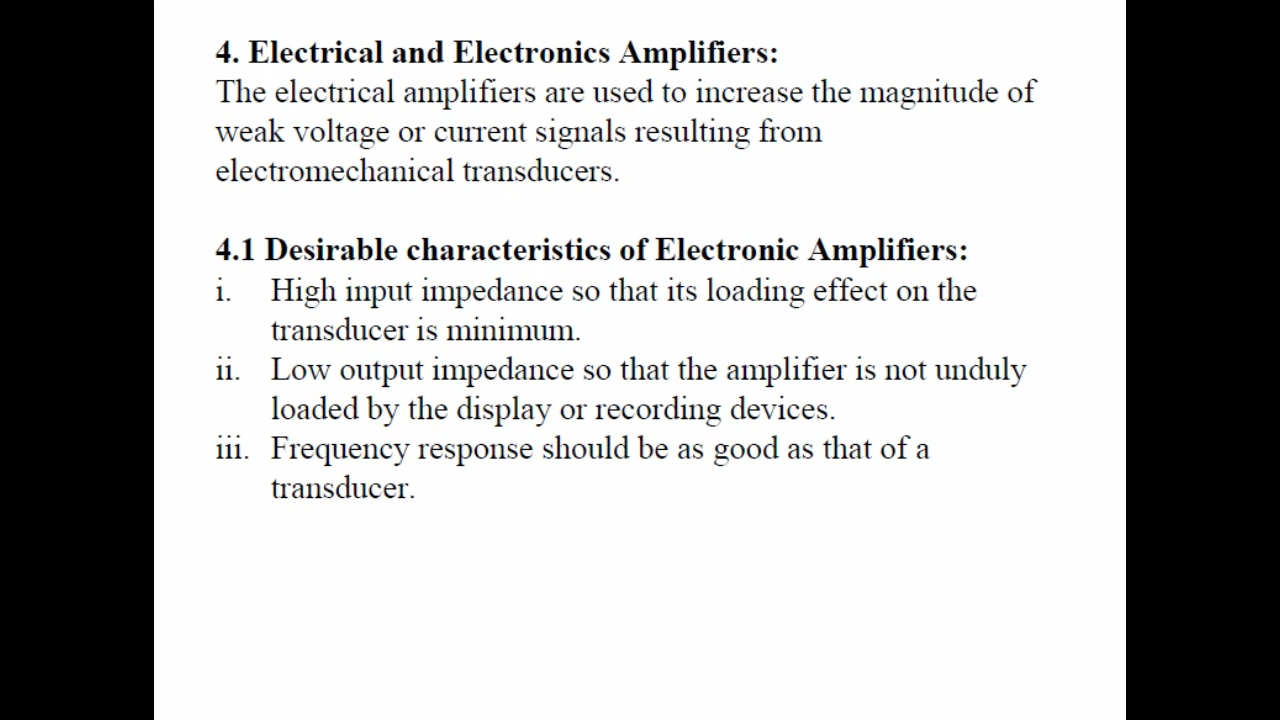 4. Electrical and Electronics Amplifiers:
The electrical amplifiers are used to increase the magnitude of
weak voltage or current signals resulting from
electromechanical transducers.
4.1 Desirable characteristics of Electronic Amplifiers:
i. High input impedance so that its loading effect on the
transducer is minimum.
ii. Low output impedance so that the amplifier is not unduly
loaded by the display or recording devices.
iii. Frequency response should be as good as that of a
transducer.